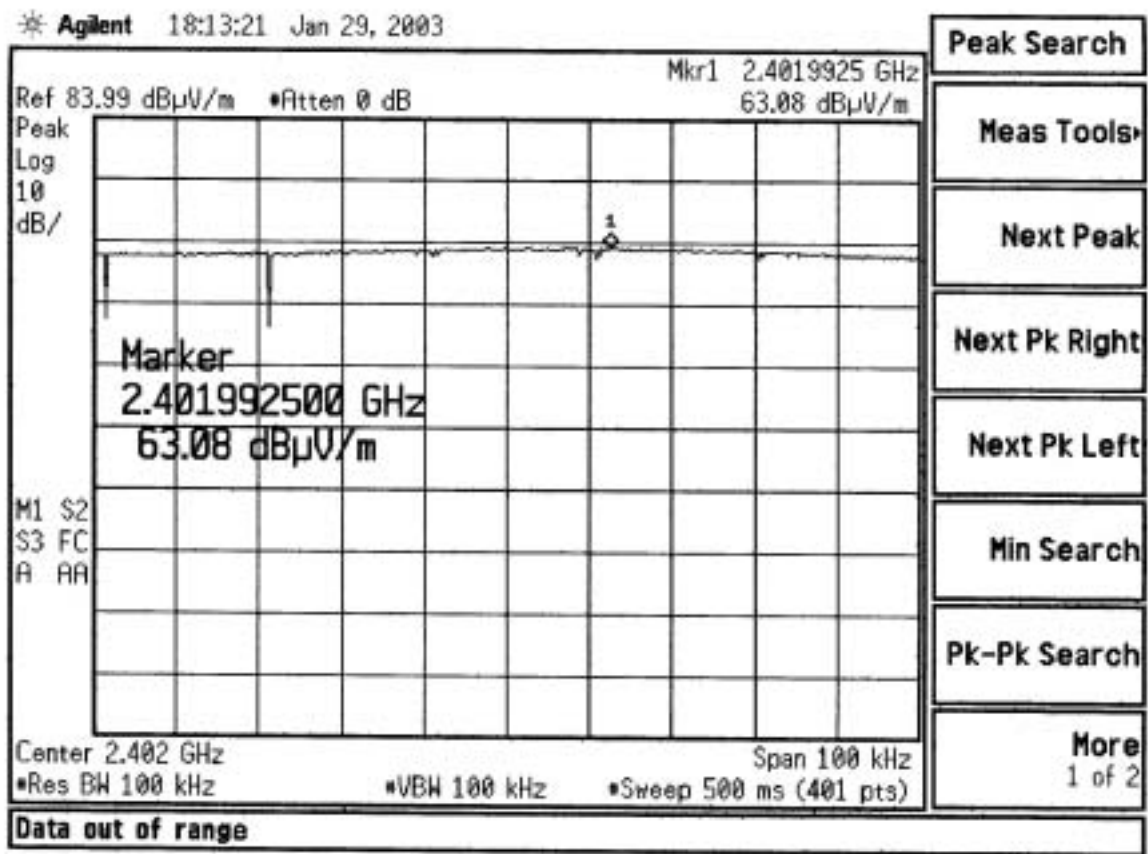 Agilent 18:13:21 Jan 29, 2003
Mkr1 2.4019925 GHz
Ref 83.99 dBµV/m *Atten 0 dB 63.08 dBµV/m
Peak
Log
10
dB/
1
Marker
2.401992500 GHz
63.08 dBµV/m
M1 S2
S3 FC
A AA
Center 2.402 GHz Span 100 kHz
*Res BW 100 kHz *VBW 100 kHz *Sweep 500 ms (401 pts)
Data out of range
Peak Search
Meas Tools
Next Peak
Next Pk Right
Next Pk Left
Min Search
Pk-Pk Search
More
1 of 2